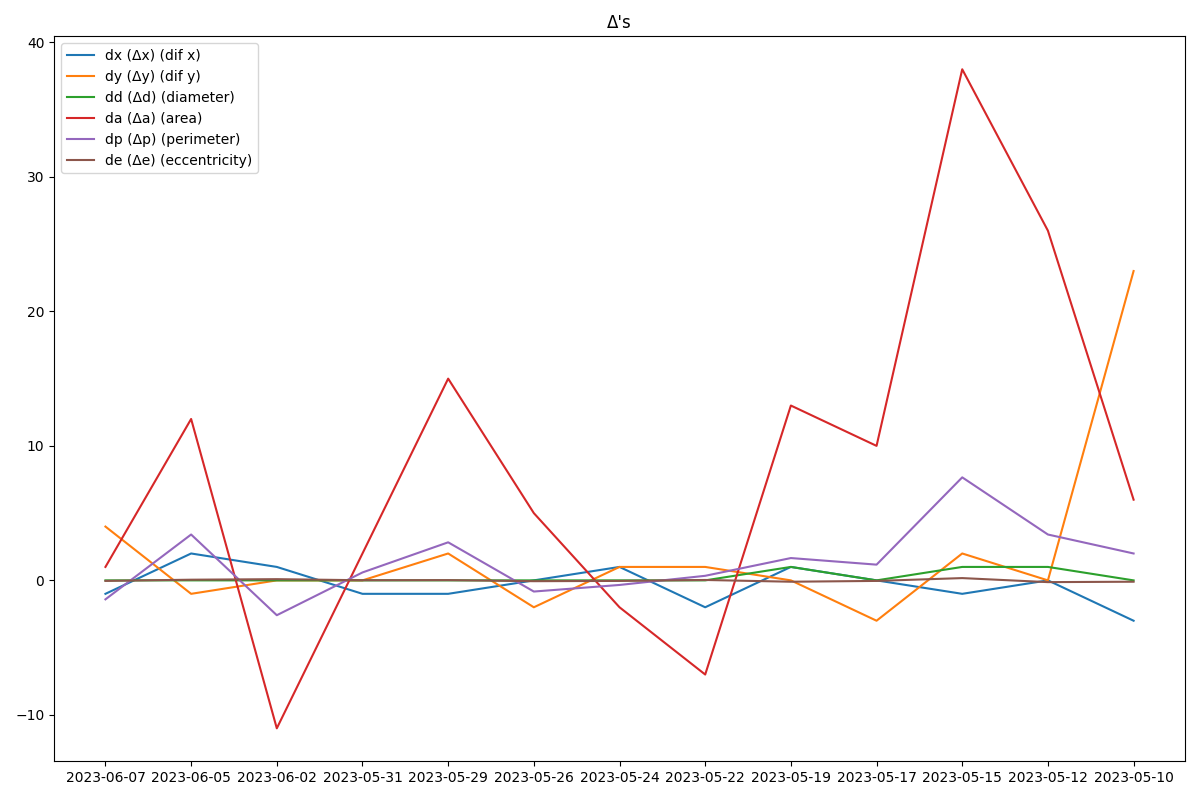 Δ's
40
30
20
10
0
−10
dx (Δx) (dif x)
dy (Δy) (dif y)
dd (Δd) (diameter)
da (Δa) (area)
dp (Δp) (perimeter)
de (Δe) (eccentricity)
2023-06-07 2023-06-05 2023-06-02 2023-05-31 2023-05-29 2023-05-26 2023-05-24 2023-05-22 2023-05-19 2023-05-17 2023-05-15 2023-05-12 2023-05-10